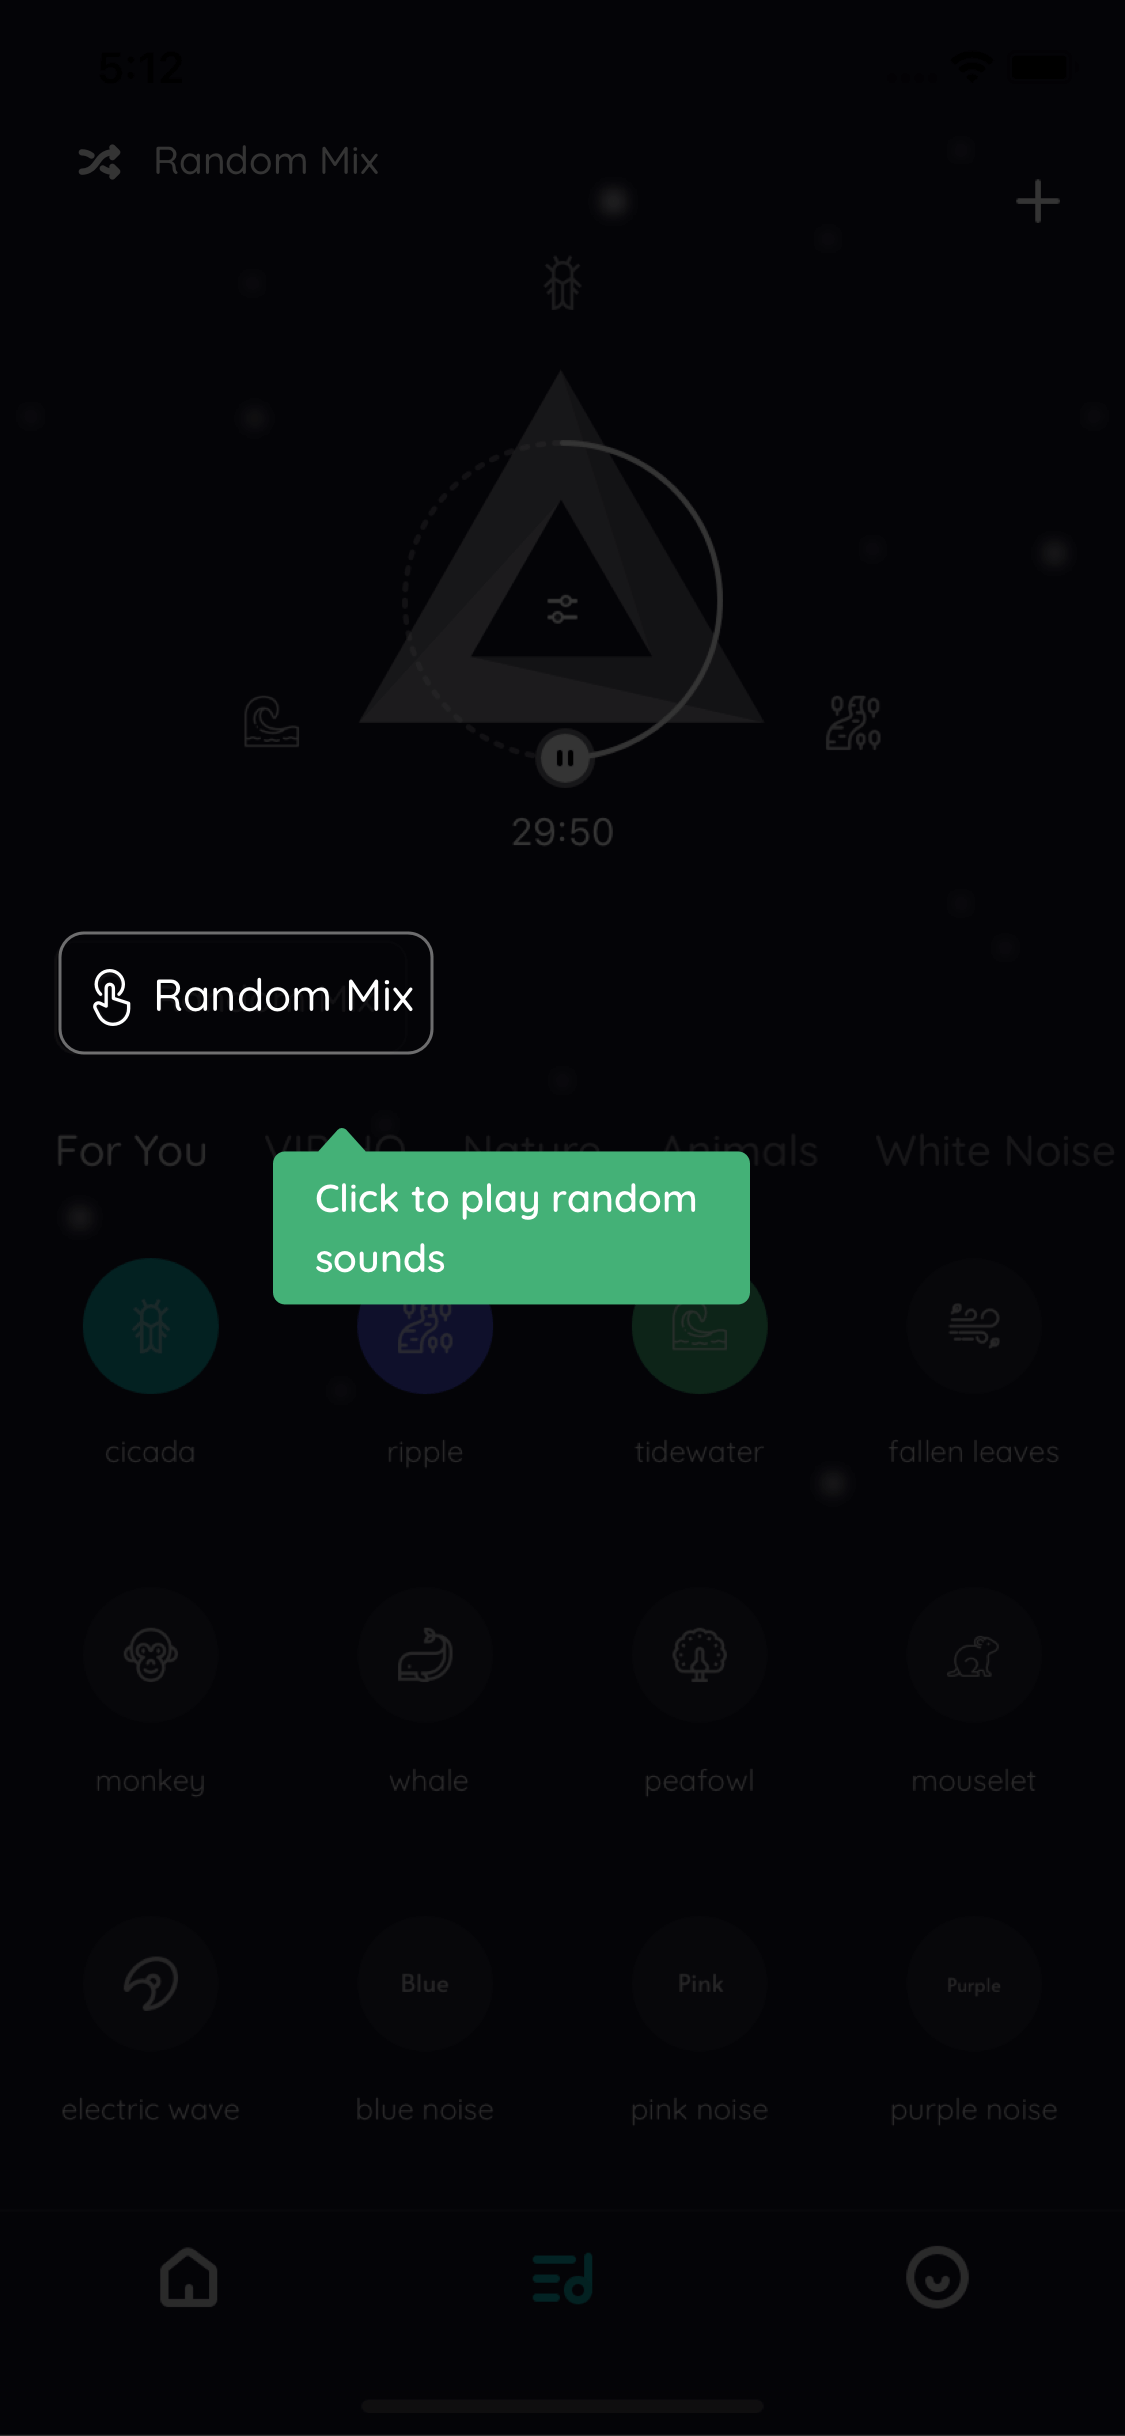 5:12
Random Mix
29:50
Random Mix
For You Nature Animals White Noise
Click to play random
sounds
cicada ripple tidewater fallen leaves
monkey whale peafowl mouselet
Blue Pink Purple
electric wave blue noise pink noise purple noise